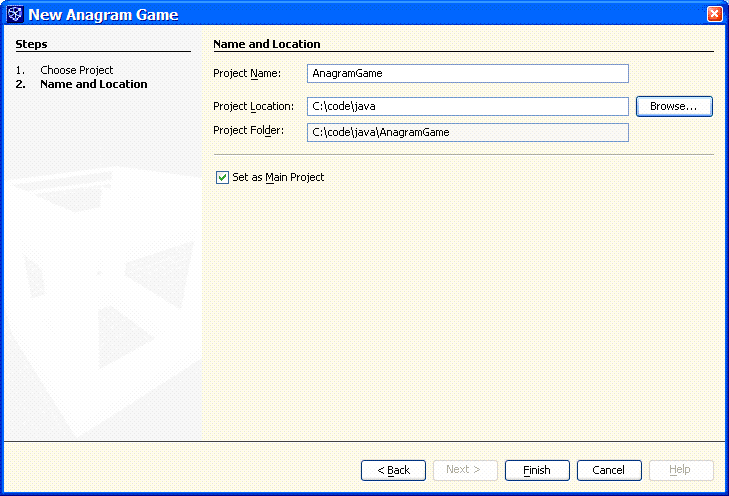 New Anagram Game
Steps
1. Choose Project
2. Name and Location
Name and Location
Project Name: AnagramGame
Project Location: C:\code\java Browse...
Project Folder: C:\code\java\AnagramGame
Set as Main Project
< Back Next > Finish Cancel Help